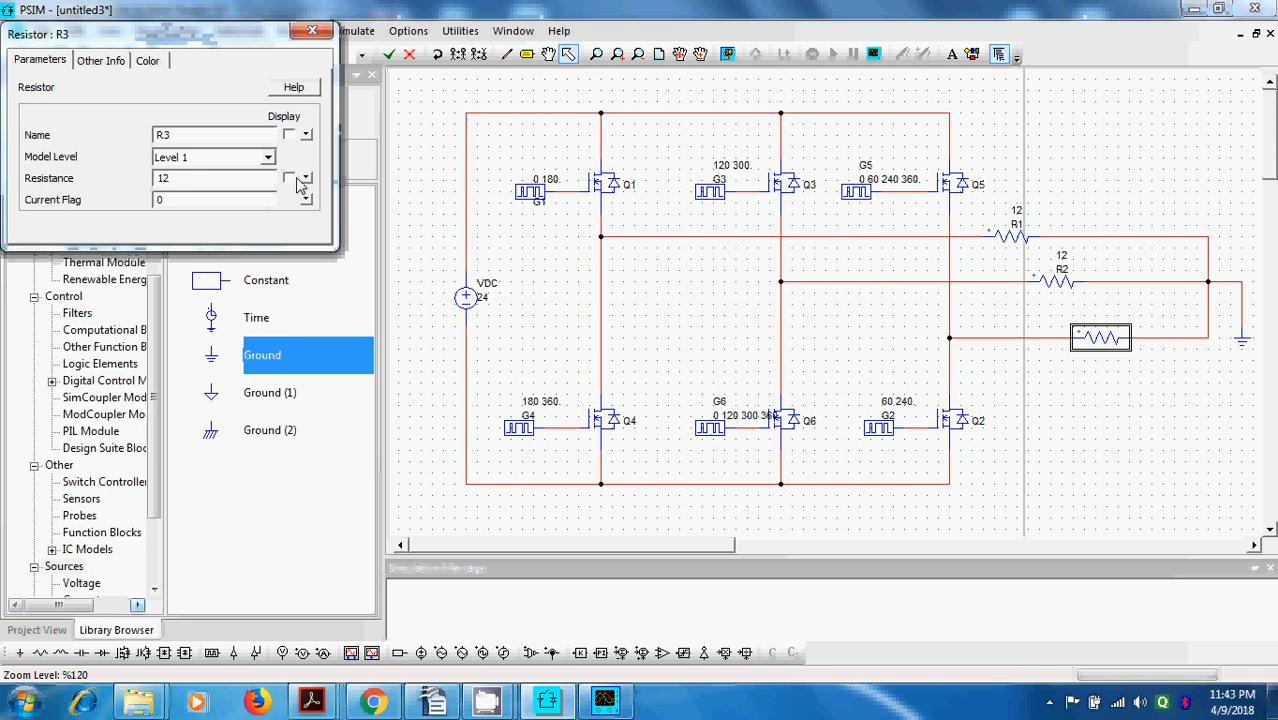 PSIM - [untitled3*]
Resistor : R3
Simulate Options Utilities Window Help
Parameters Other Info Color
Resistor
Help
Display
Name R3
Model Level Level 1
Resistance 12
Current Flag 0
Thermal Module
Renewable Energ
Control
Filters
Computational B
Other Function B
Logic Elements
Digital Control M
SimCoupler Mod
ModCoupler Moc
PIL Module
Design Suite Bloc
Other
Switch Controller
Sensors
Probes
Function Blocks
IC Models
Sources
Voltage
Constant
Time
Ground
Ground (1)
Ground (2)
0 180.
G1
Q1
120 300.
G3
Q3
G5
0 60 240 360.
Q5
12
R1
12
R2
VDC
24
180 360.
G4
Q4
G6
0 120 300 360.
Q6
60 240.
G2
Q2
Project View Library Browser
Zoom Level: %120
11:43 PM
4/9/2018